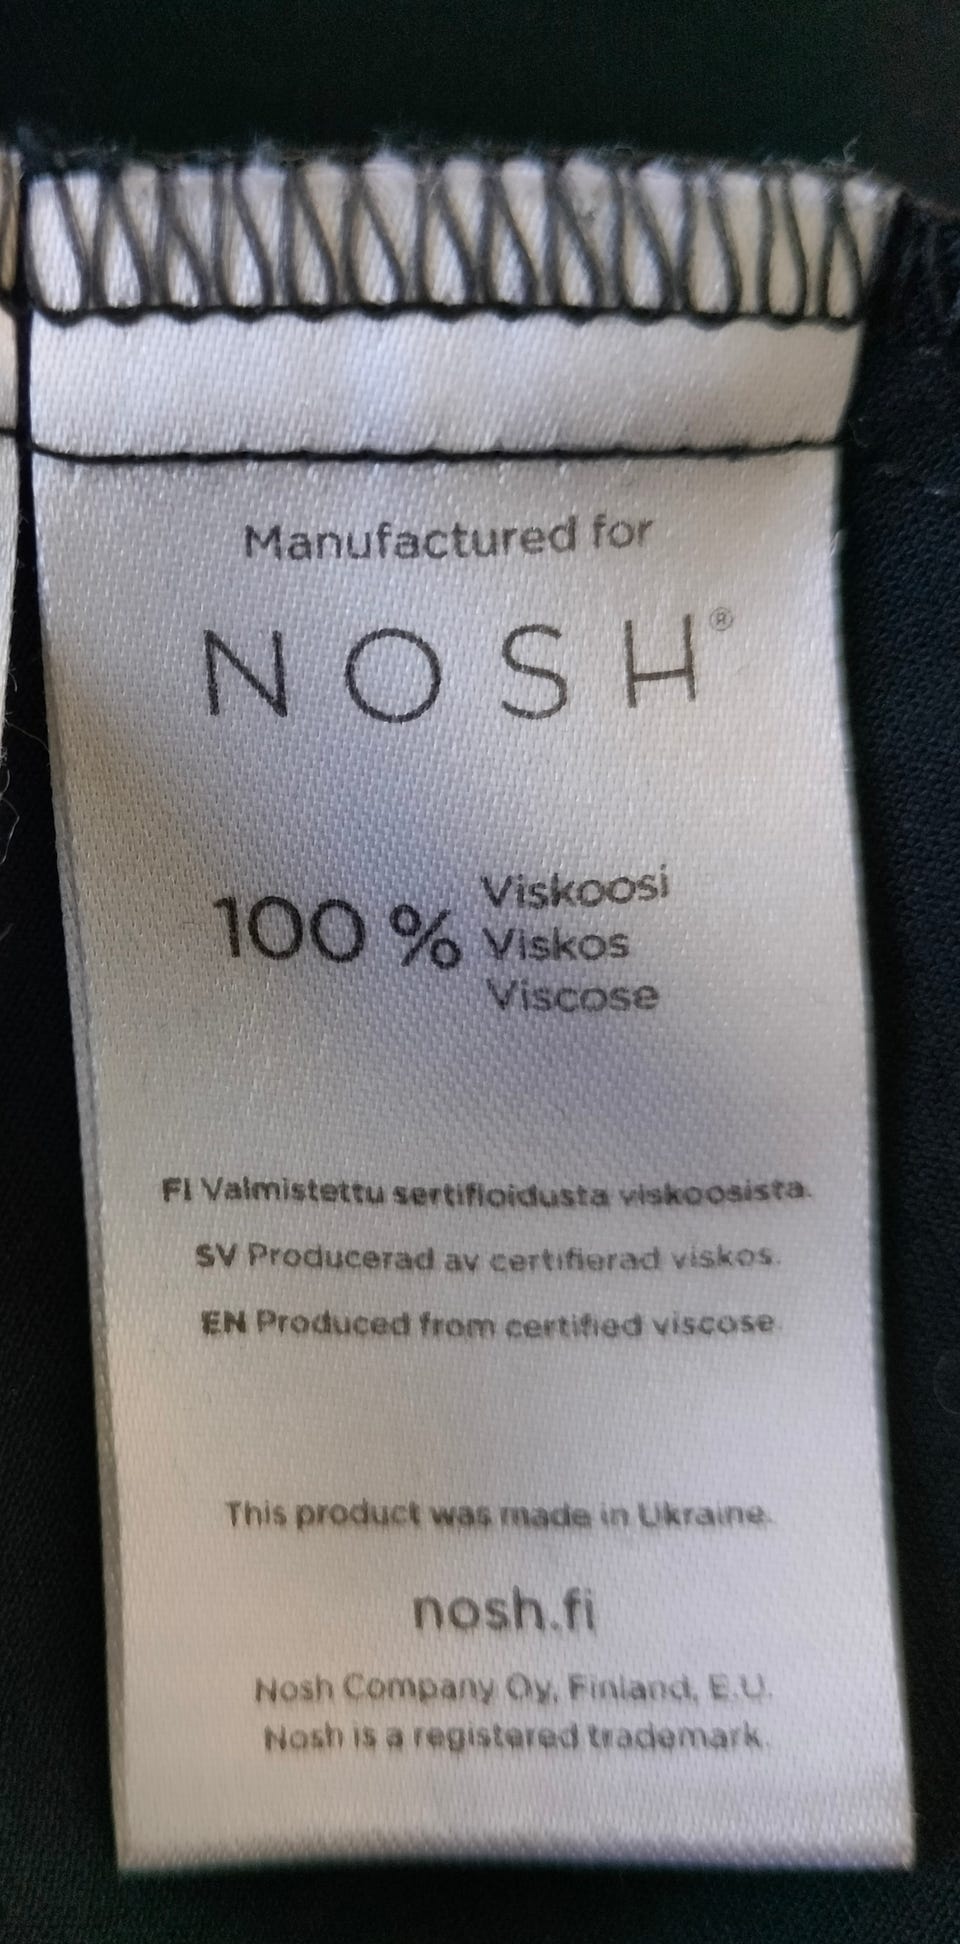 Manufactured for
NOSH®
100 %
Viskoosi
Viskos
Viscose
FI Valmistettu sertifioidusta viskoosista.
SV Producerad av certifierad viskos.
EN Produced from certified viscose.
This product was made in Ukraine.
nosh.fi
Nosh Company Oy, Finland, E.U.
Nosh is a registered trademark.